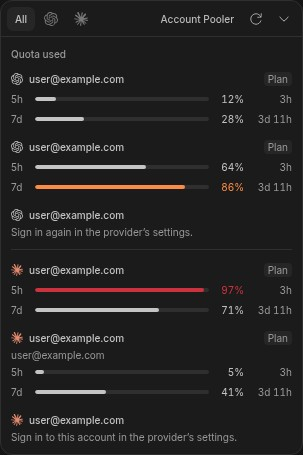 All Account Pooler
Quota used
user@example.com Plan
5h 12% 3h
7d 28% 3d 11h
user@example.com Plan
5h 64% 3h
7d 86% 3d 11h
user@example.com
Sign in again in the provider's settings.
user@example.com Plan
5h 97% 3h
7d 71% 3d 11h
user@example.com Plan
user@example.com
5h 5% 3h
7d 41% 3d 11h
user@example.com
Sign in to this account in the provider's settings.